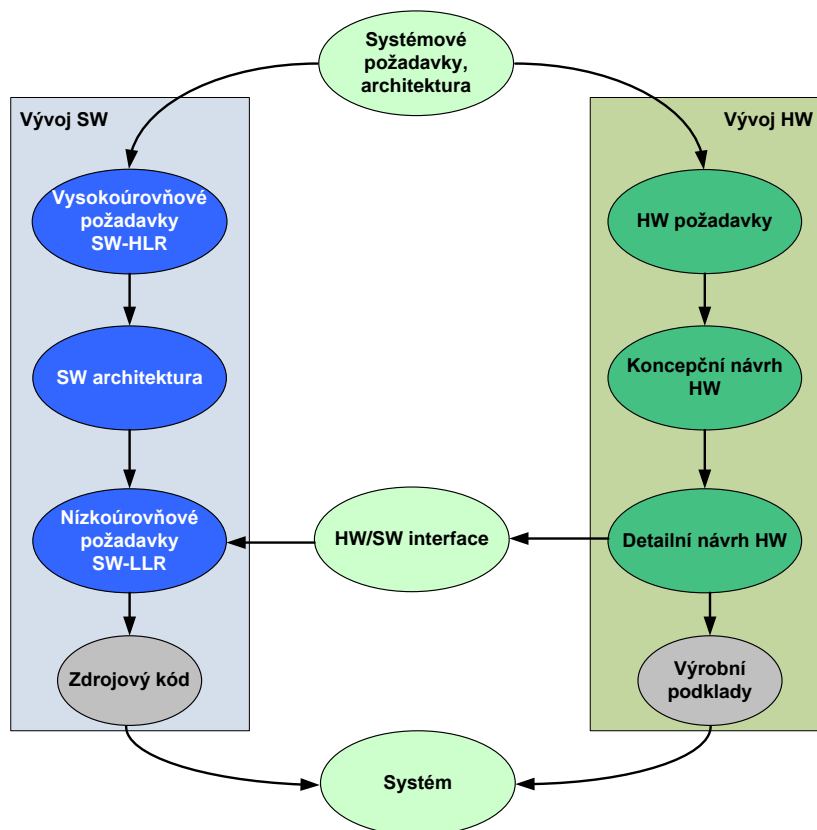 Systémové
požadavky,
architektura
Vývoj SW
Vývoj HW
Vysokoúrovňové
požadavky
SW-HLR
HW požadavky
SW architektura
Koncepční návrh
HW
Nízkoúrovňové
požadavky
SW-LLR
HW/SW interface
Detailní návrh HW
Zdrojový kód
Výrobní
podklady
Systém